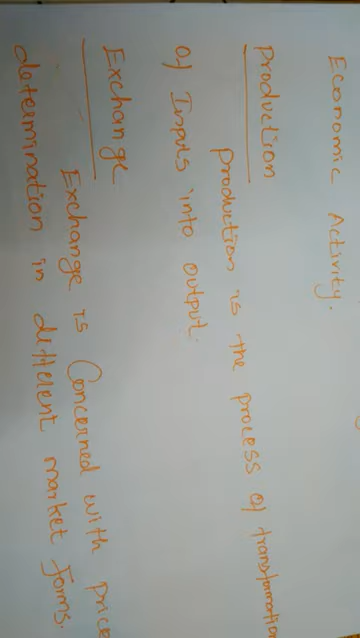 Economic Activity.
Production
Production is the process of transformation
of Inputs into output.
Exchange
Exchange is Concerned with price
determination in different market forms.